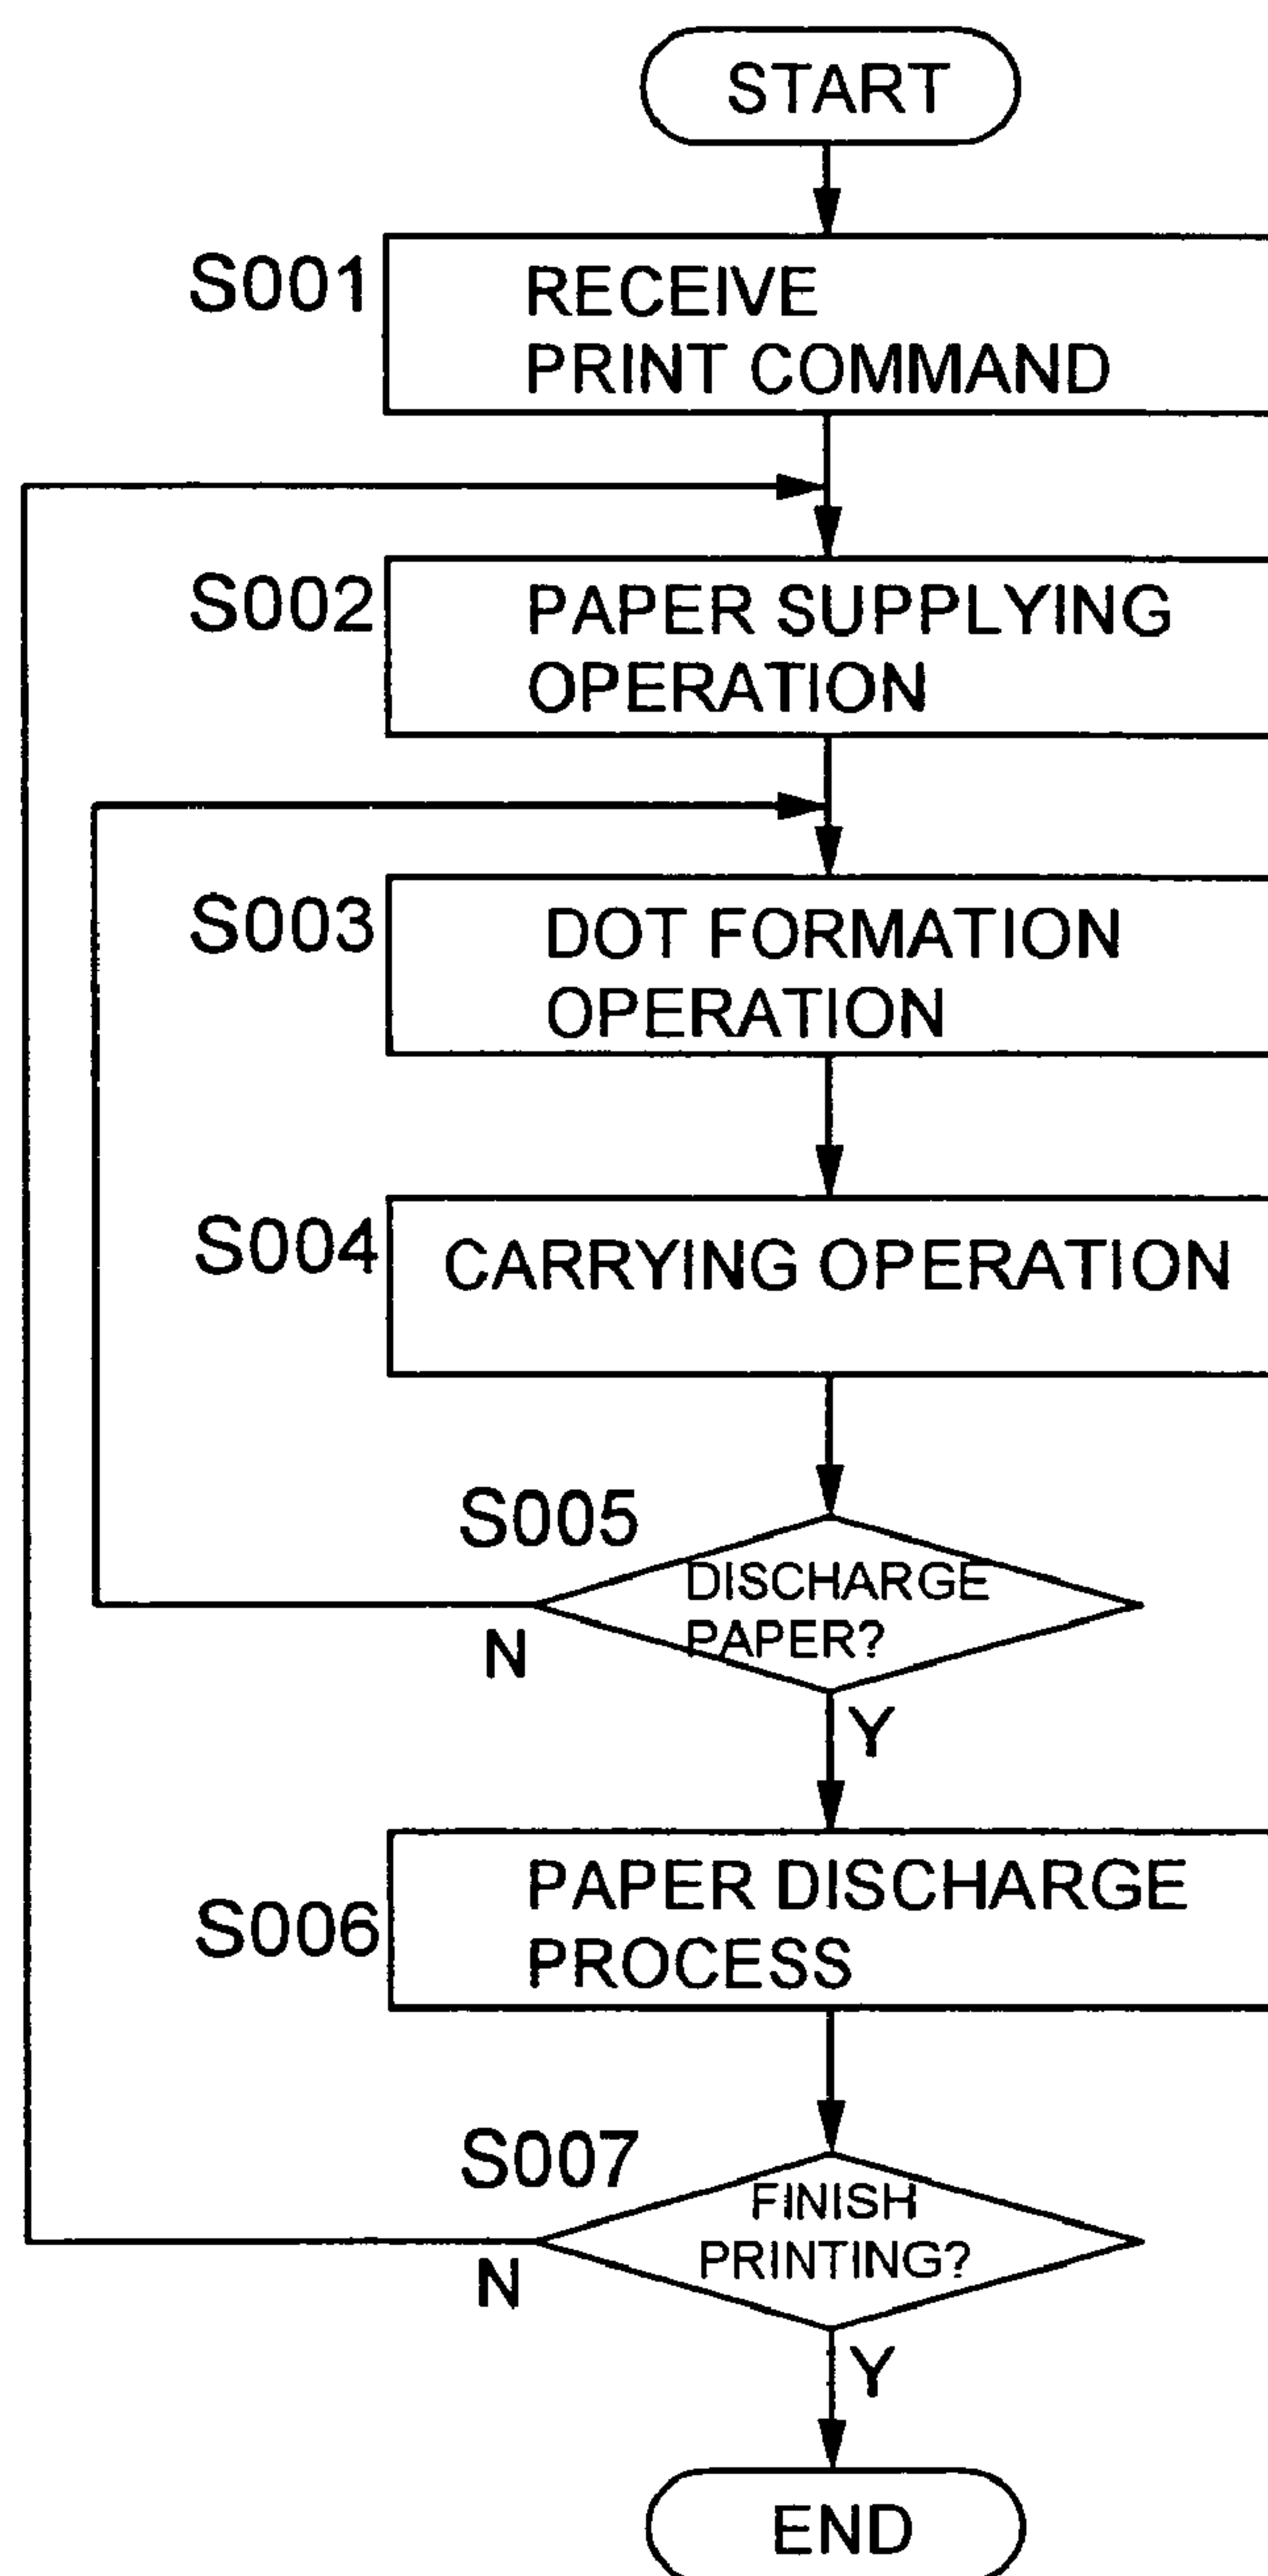 START
S001
RECEIVE
PRINT COMMAND
S002
PAPER SUPPLYING
OPERATION
S003
DOT FORMATION
OPERATION
S004
CARRYING OPERATION
S005
DISCHARGE
PAPER?
N
Y
S006
PAPER DISCHARGE
PROCESS
S007
FINISH
PRINTING?
N
Y
END